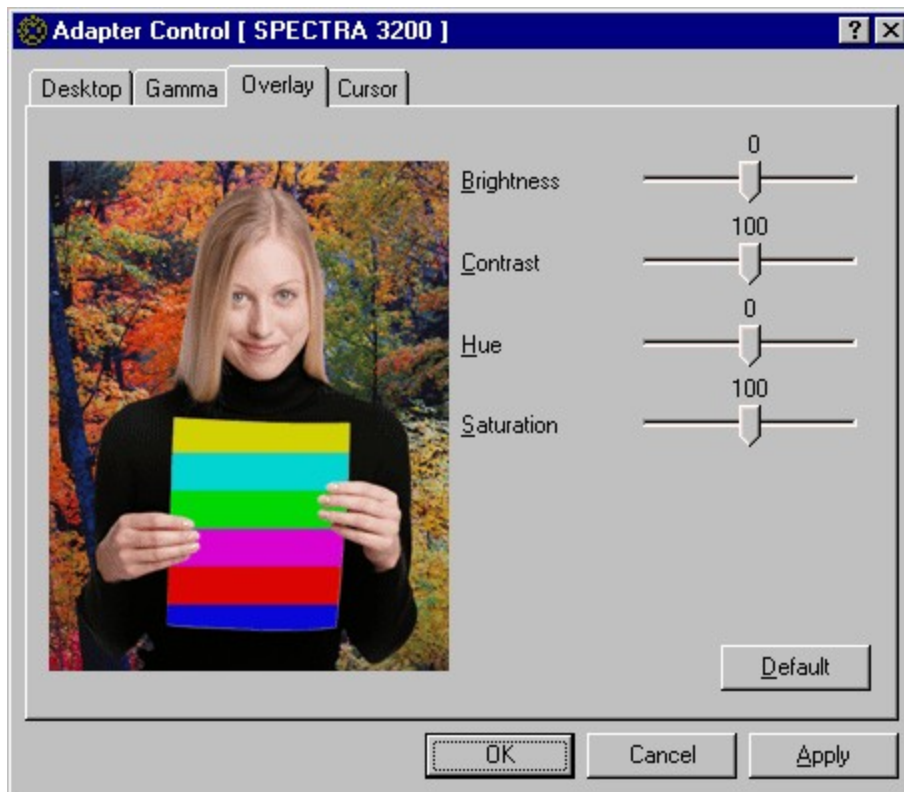 Adapter Control [ SPECTRA 3200 ]
Desktop Gamma Overlay Cursor
0
Brightness
100
Contrast
0
Hue
100
Saturation
Default
OK Cancel Apply